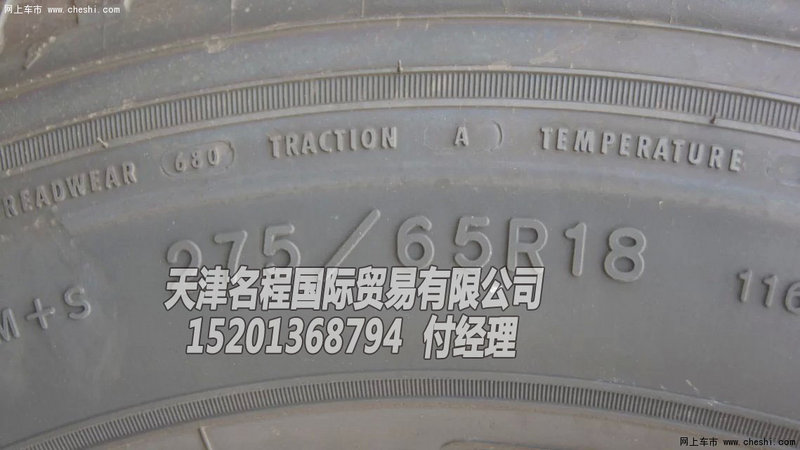 网上车市 www.cheshi.com
READWEAR 680 TRACTION A TEMPERATURE
275/65R18
M+S
116
天津名程国际贸易有限公司
15201368794 付经理
网上车市 www.cheshi.com